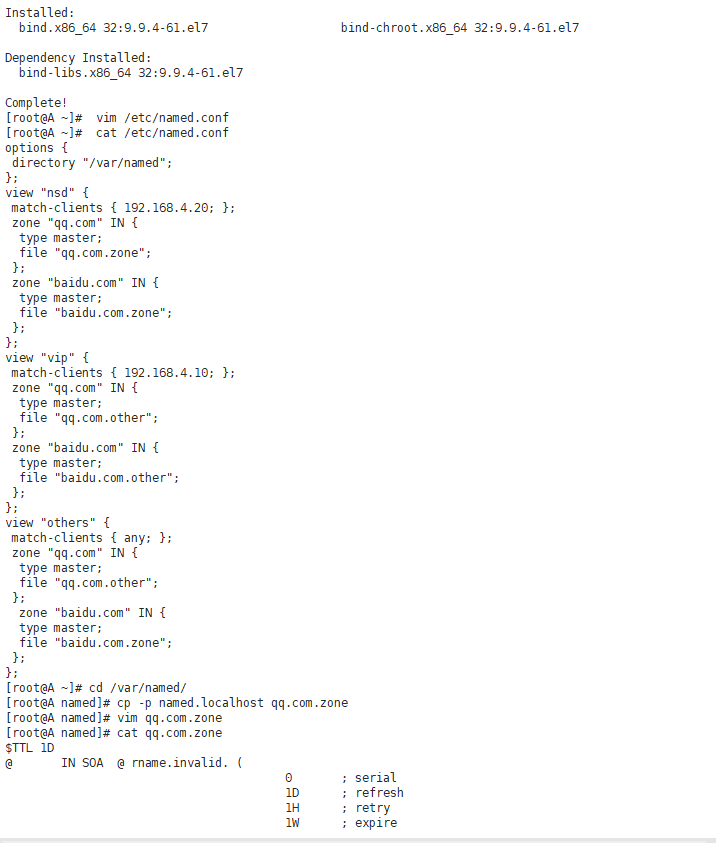 Installed:
  bind.x86_64 32:9.9.4-61.el7                   bind-chroot.x86_64 32:9.9.4-61.el7

Dependency Installed:
  bind-libs.x86_64 32:9.9.4-61.el7

Complete!
[root@A ~]#  vim /etc/named.conf
[root@A ~]#  cat /etc/named.conf
options {
 directory "/var/named";
};
view "nsd" {
 match-clients { 192.168.4.20; };
 zone "qq.com" IN {
  type master;
  file "qq.com.zone";
 };
 zone "baidu.com" IN {
  type master;
  file "baidu.com.zone";
 };
};
view "vip" {
 match-clients { 192.168.4.10; };
 zone "qq.com" IN {
  type master;
  file "qq.com.other";
 };
 zone "baidu.com" IN {
  type master;
  file "baidu.com.other";
 };
};
view "others" {
 match-clients { any; };
 zone "qq.com" IN {
  type master;
  file "qq.com.other";
 };
  zone "baidu.com" IN {
  type master;
  file "baidu.com.zone";
 };
};
[root@A ~]# cd /var/named/
[root@A named]# cp -p named.localhost qq.com.zone
[root@A named]# vim qq.com.zone
[root@A named]# cat qq.com.zone
$TTL 1D
@       IN SOA  @ rname.invalid. (
                                        0       ; serial
                                        1D      ; refresh
                                        1H      ; retry
                                        1W      ; expire